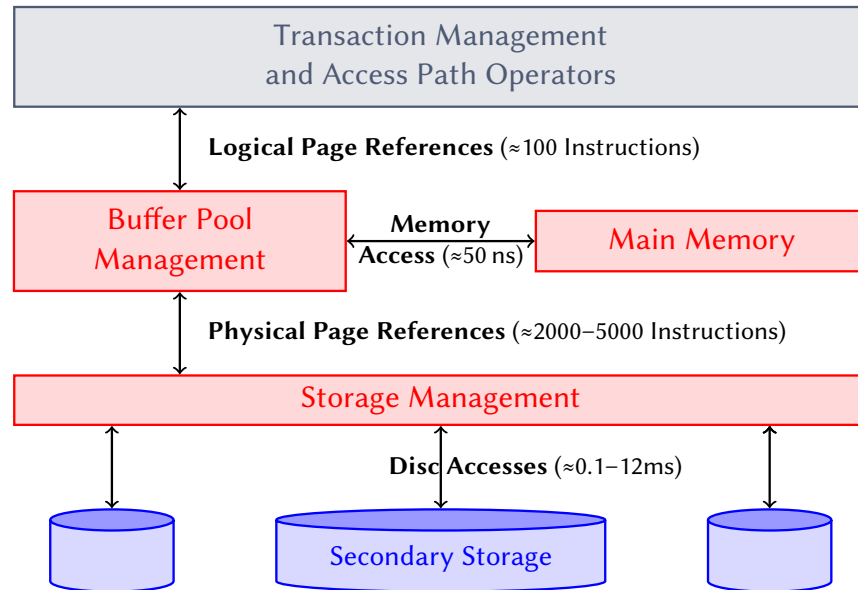 Transaction Management
and Access Path Operators
Logical Page References (≈100 Instructions)
Buffer Pool
Management
Memory
Access (≈50 ns)
Main Memory
Physical Page References (≈2000–5000 Instructions)
Storage Management
Disc Accesses (≈0.1–12ms)
Secondary Storage